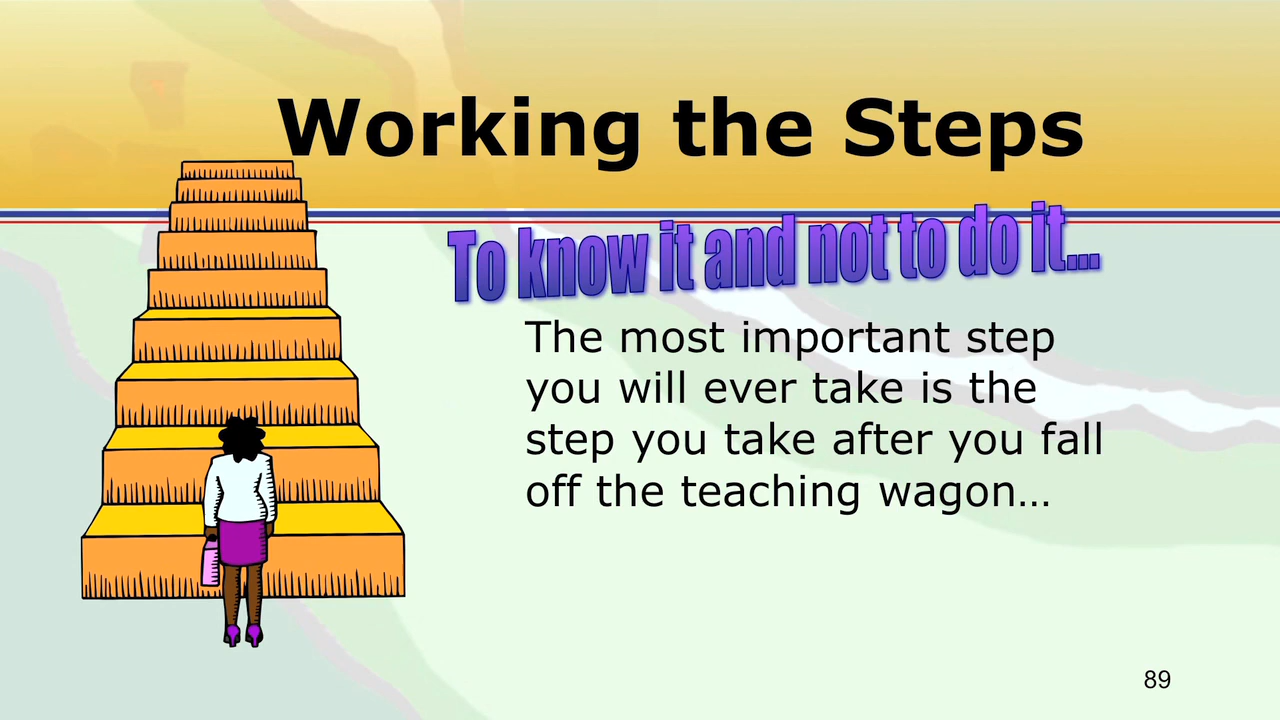 Working the Steps
To know it and not to do it...
The most important step
you will ever take is the
step you take after you fall
off the teaching wagon…
89